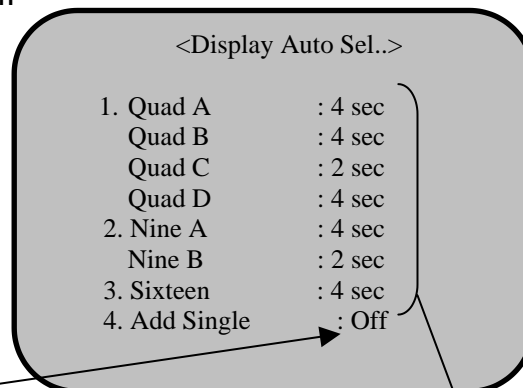 <Display Auto Sel..>
1. Quad A : 4 sec
Quad B : 4 sec
Quad C : 2 sec
Quad D : 4 sec
2. Nine A : 4 sec
Nine B : 2 sec
3. Sixteen : 4 sec
4. Add Single : Off